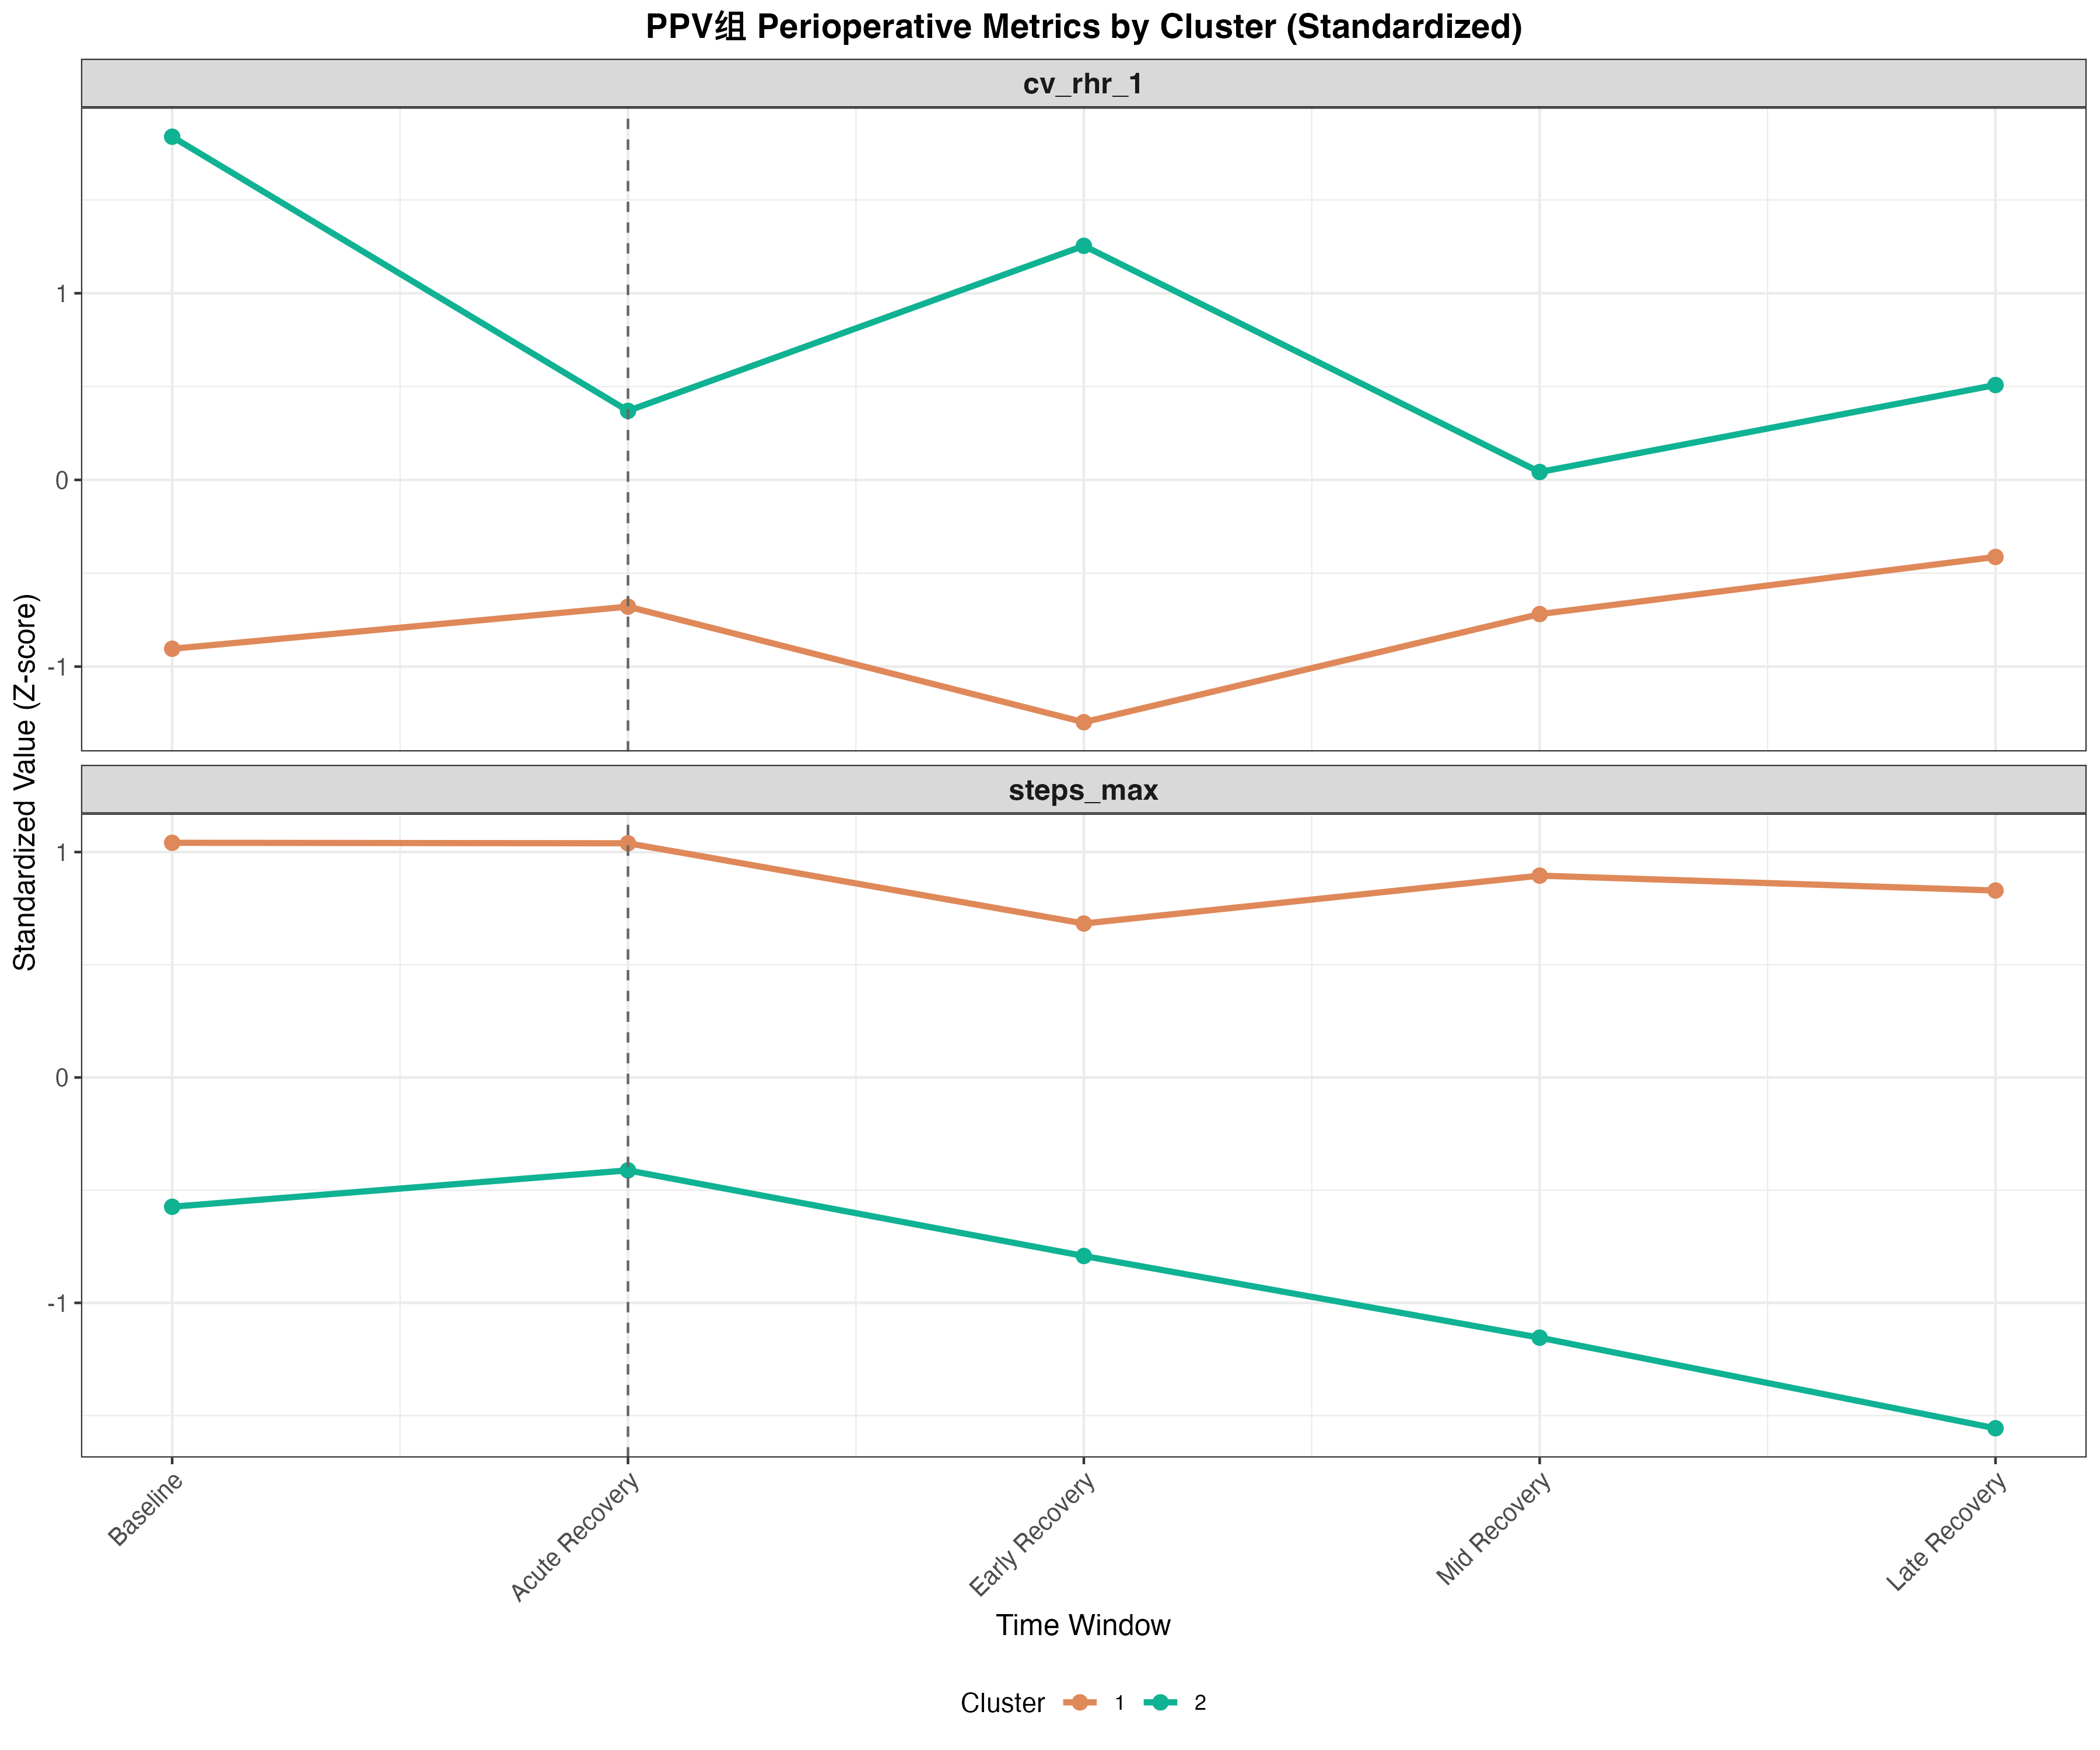 PPV组 Perioperative Metrics by Cluster (Standardized)
cv_rhr_1
1
0
-1
Standardized Value (Z-score)
steps_max
1
0
-1
Baseline
Acute Recovery
Early Recovery
Mid Recovery
Late Recovery
Time Window
Cluster 1 2